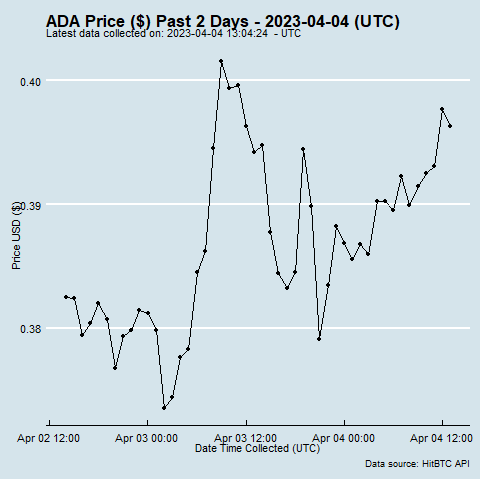 ADA Price ($) Past 2 Days - 2023-04-04 (UTC)
Latest data collected on: 2023-04-04 13:04:24 - UTC
0.40
0.39
0.38
Price USD ($)
Apr 02 12:00 Apr 03 00:00 Apr 03 12:00 Apr 04 00:00 Apr 04 12:00
Date Time Collected (UTC)
Data source: HitBTC API